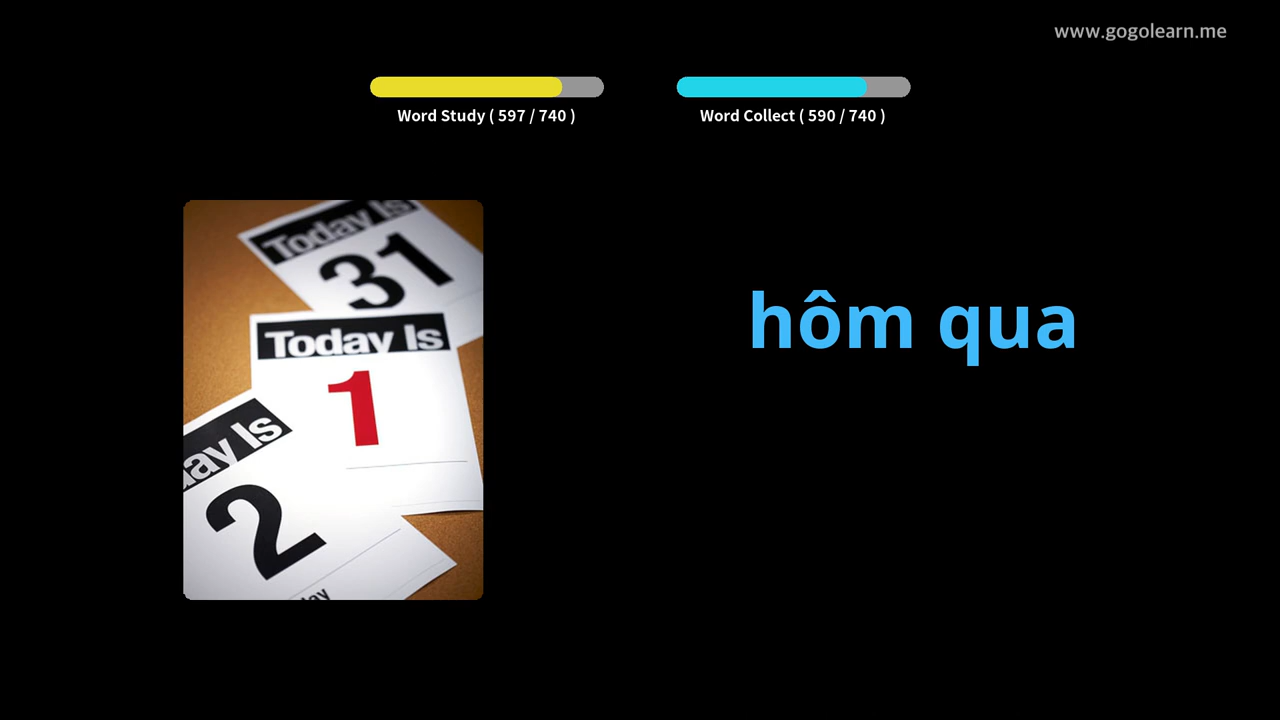 www.gogolearn.me
Word Study ( 597 / 740 )
Word Collect ( 590 / 740 )
Today Is
31
Today Is
1
day Is
2
hôm qua